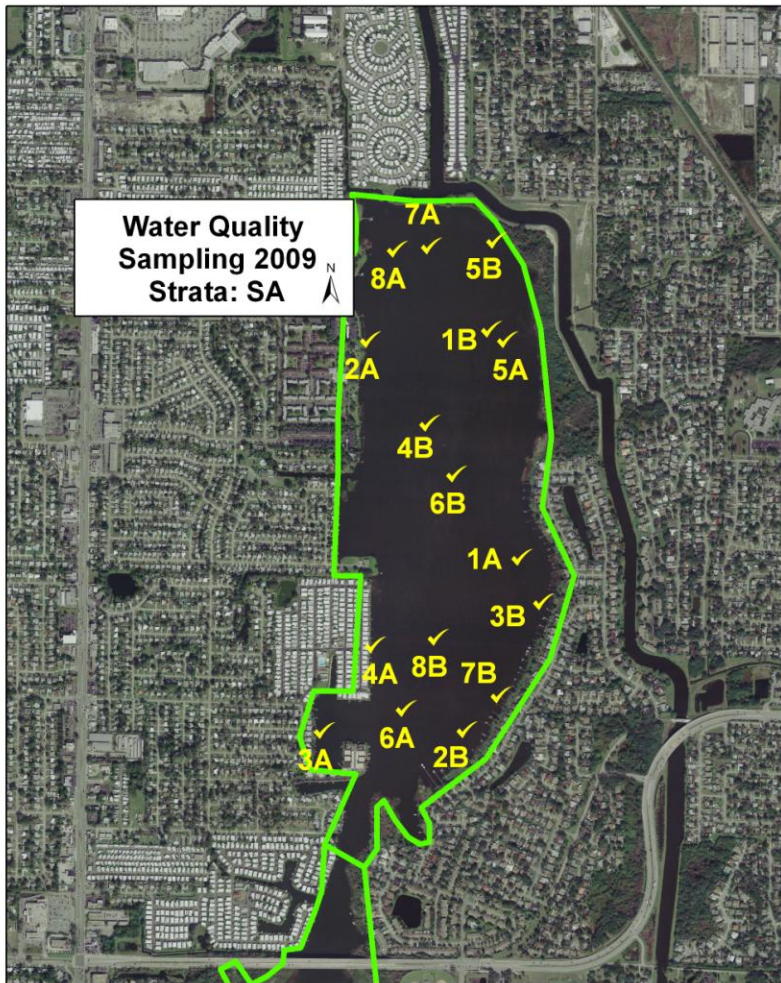 Water Quality
Sampling 2009
Strata: SA
N
7A
8A
5B
1B
5A
2A
4B
6B
1A
3B
8B
7B
4A
6A
2B
3A